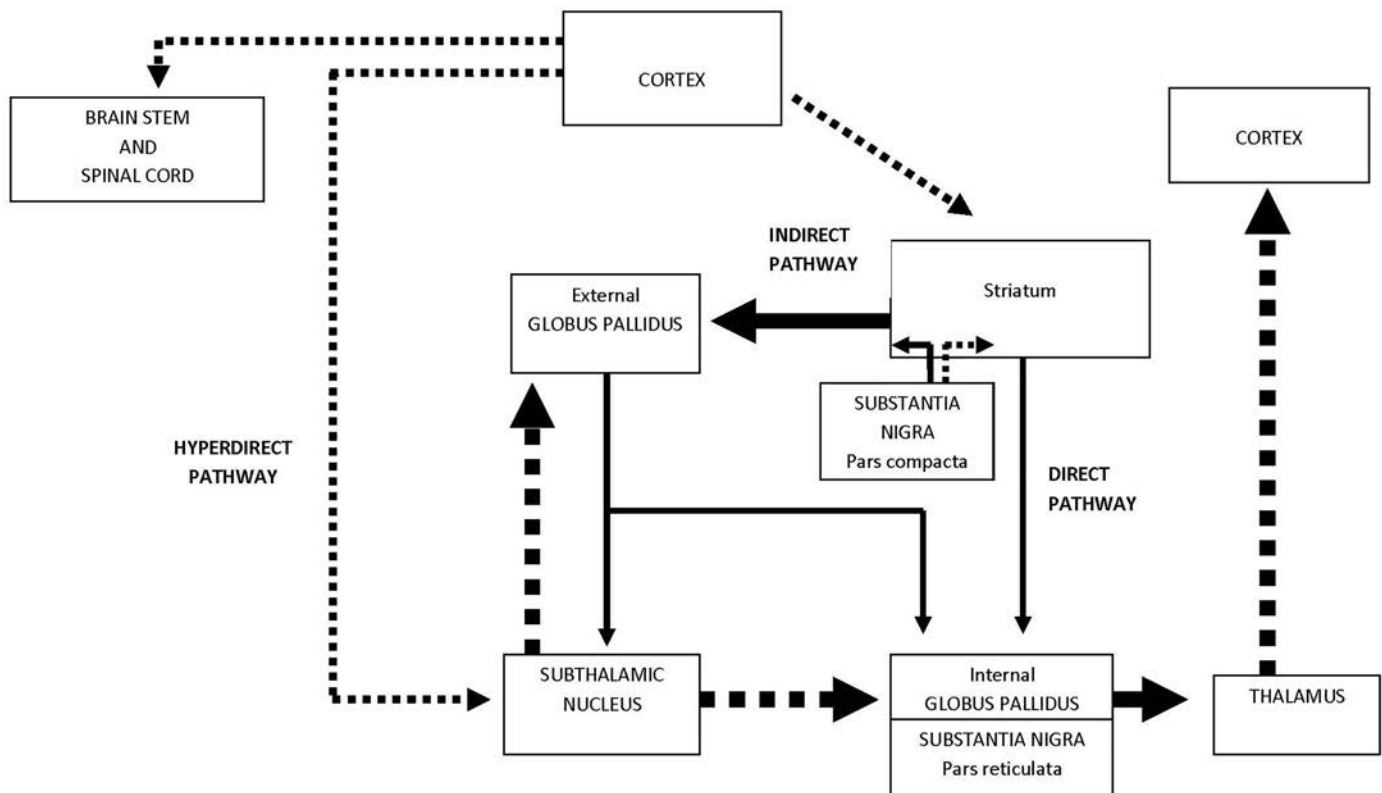 CORTEX
BRAIN STEM
AND
SPINAL CORD
CORTEX
INDIRECT
PATHWAY
Striatum
External
GLOBUS PALLIDUS
SUBSTANTIA
NIGRA
Pars compacta
HYPERDIRECT
PATHWAY
DIRECT
PATHWAY
SUBTHALAMIC
NUCLEUS
Internal
GLOBUS PALLIDUS
SUBSTANTIA NIGRA
Pars reticulata
THALAMUS